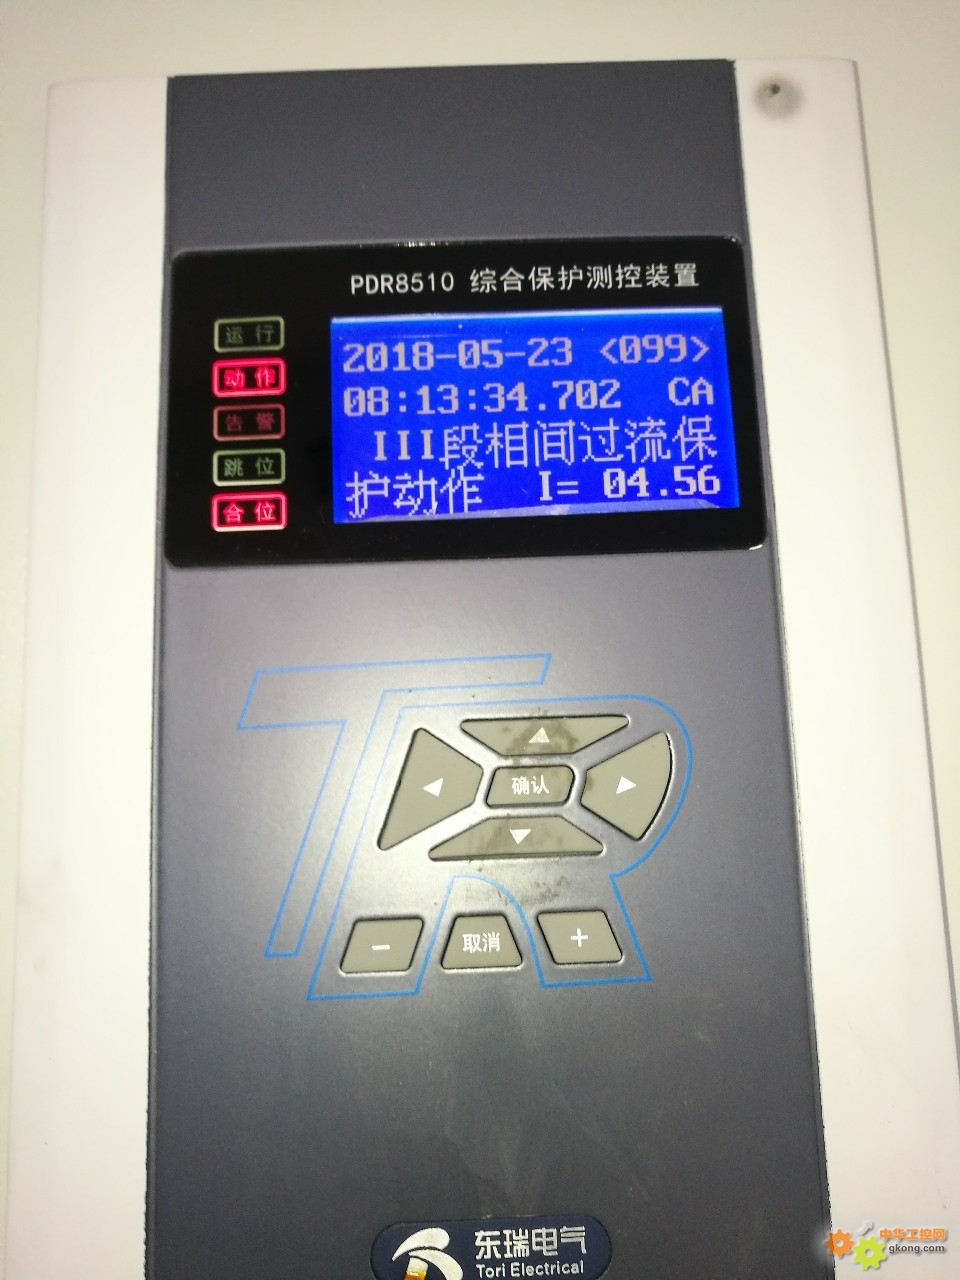 PDR8510 综合保护测控装置
运行
动作
告警
跳位
合位
2018-05-23 <099>
08:13:34.702 CA
III段相间过流保
护动作 I= 04.56
确认
−
取消
+
东瑞电气
Tori Electrical
中华工控网
gkong.com